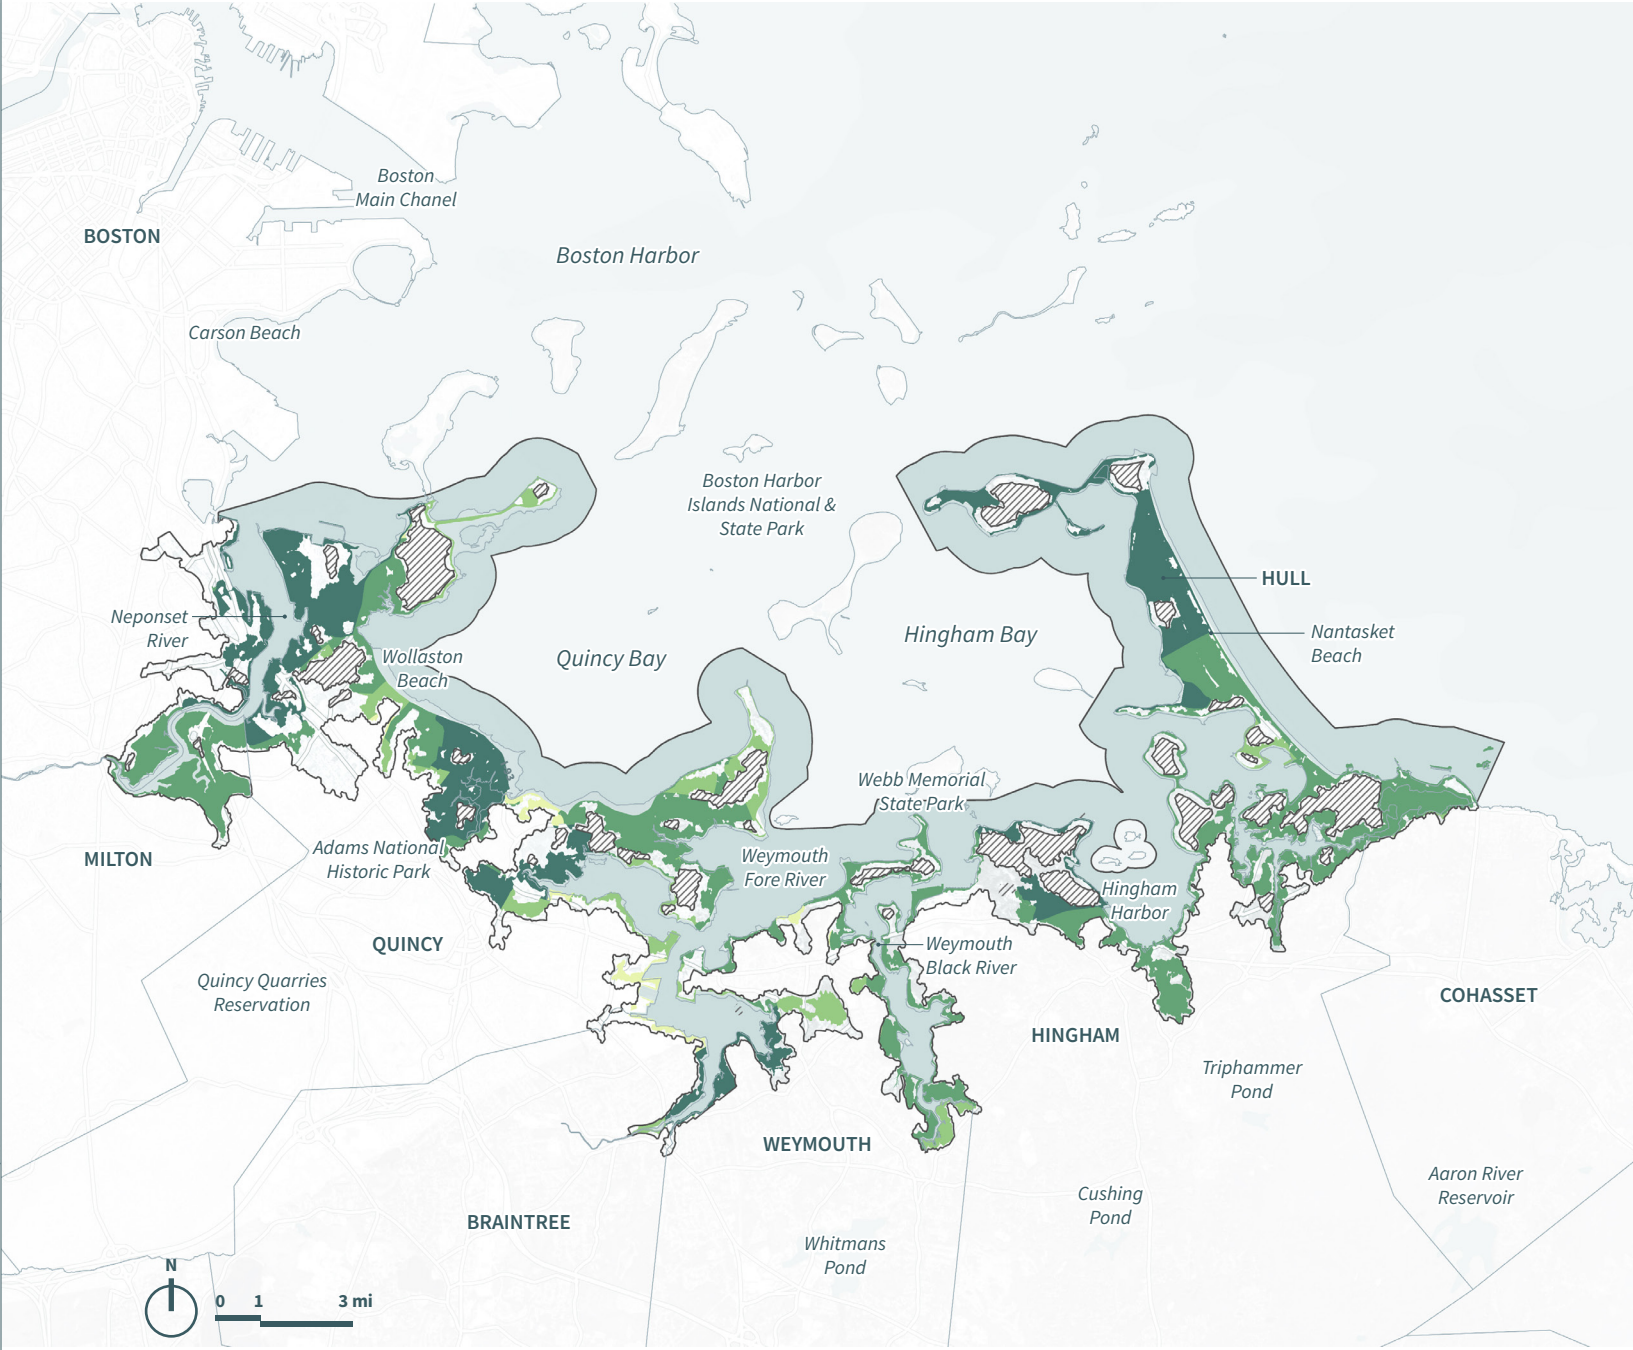 Boston
Main Chanel
BOSTON
Boston Harbor
Carson Beach
Boston Harbor
Islands National &
State Park
HULL
Neponset
River
Nantasket
Beach
Hingham Bay
Wollaston
Beach
Quincy Bay
Webb Memorial
State Park
Adams National
Historic Park
MILTON
Weymouth
Fore River
Hingham
Harbor
QUINCY
Weymouth
Black River
Quincy Quarries
Reservation
COHASSET
HINGHAM
Triphammer
Pond
WEYMOUTH
Aaron River
Reservoir
Cushing
Pond
BRAINTREE
Whitmans
Pond
N
0 1 3 mi